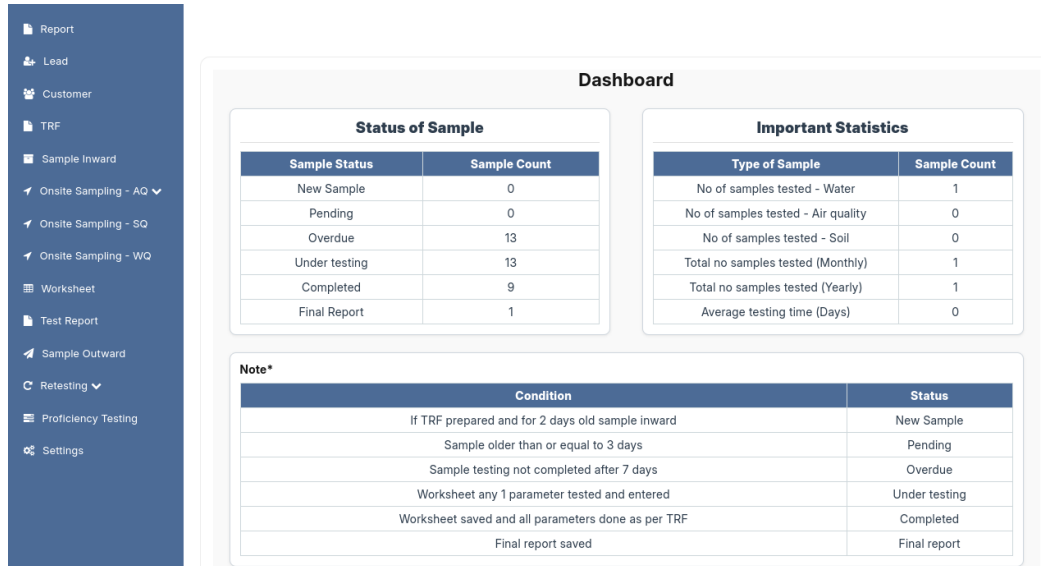 Report
Lead
Customer
TRF
Sample Inward
Onsite Sampling - AQ
Onsite Sampling - SQ
Onsite Sampling - WQ
Worksheet
Test Report
Sample Outward
Retesting
Proficiency Testing
Settings
Dashboard
Status of Sample
Sample Status Sample Count
New Sample 0
Pending 0
Overdue 13
Under testing 13
Completed 9
Final Report 1
Important Statistics
Type of Sample Sample Count
No of samples tested - Water 1
No of samples tested - Air quality 0
No of samples tested - Soil 0
Total no samples tested (Monthly) 1
Total no samples tested (Yearly) 1
Average testing time (Days) 0
Note*
Condition Status
If TRF prepared and for 2 days old sample inward New Sample
Sample older than or equal to 3 days Pending
Sample testing not completed after 7 days Overdue
Worksheet any 1 parameter tested and entered Under testing
Worksheet saved and all parameters done as per TRF Completed
Final report saved Final report